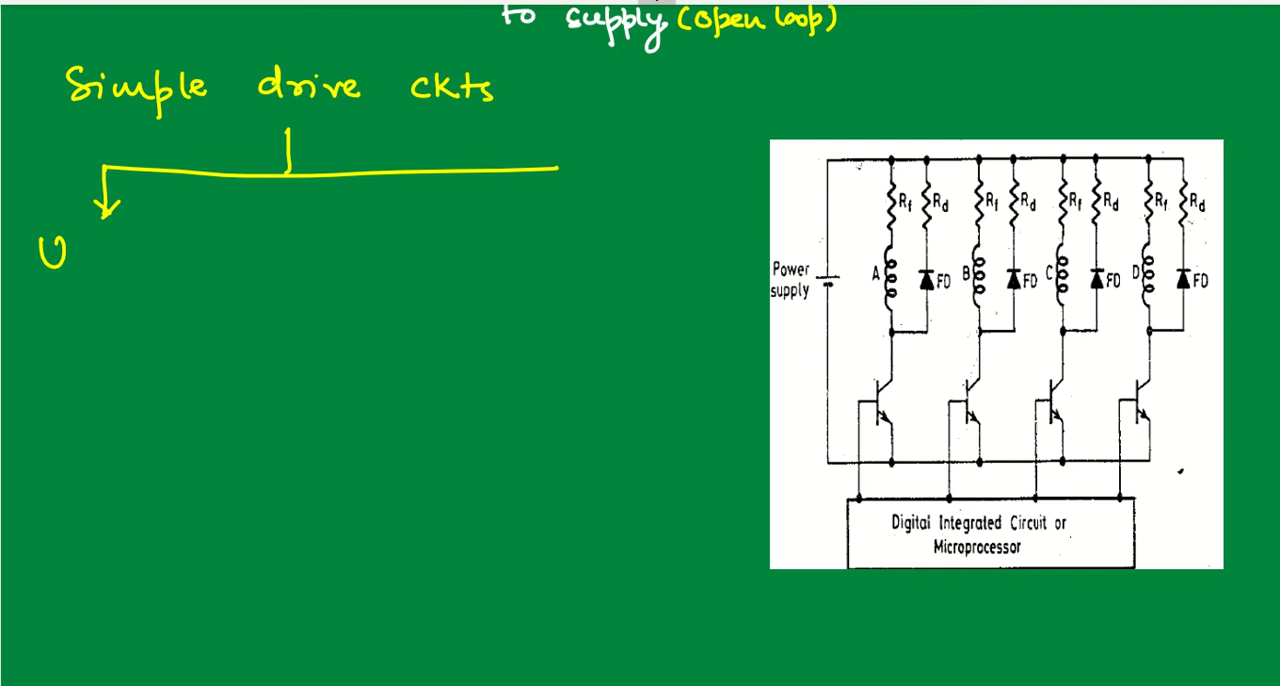 to supply (open loop)
Simple drive ckts
U
Rf Rd Rf Rd Rf Rd Rf Rd
A FD B FD C FD D FD
Power
supply
Digital Integrated Circuit or
Microprocessor